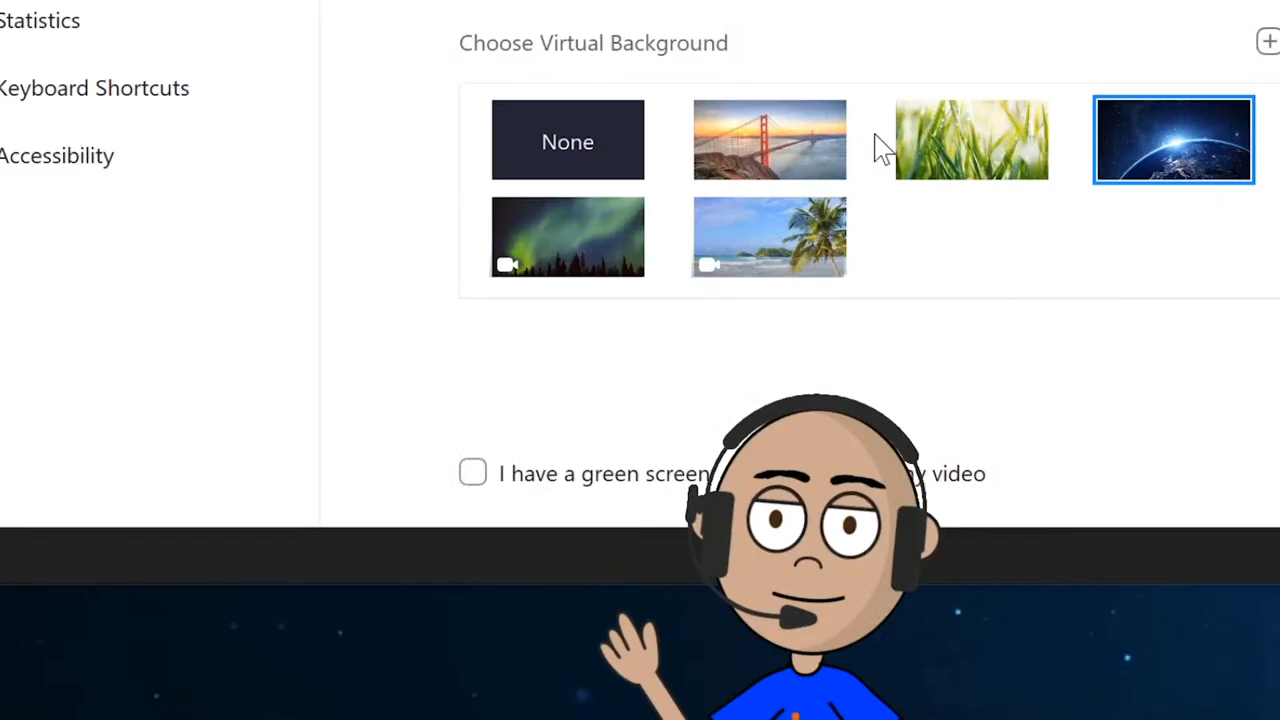 Statistics
Keyboard Shortcuts
Accessibility
Choose Virtual Background
None
I have a green screen y video